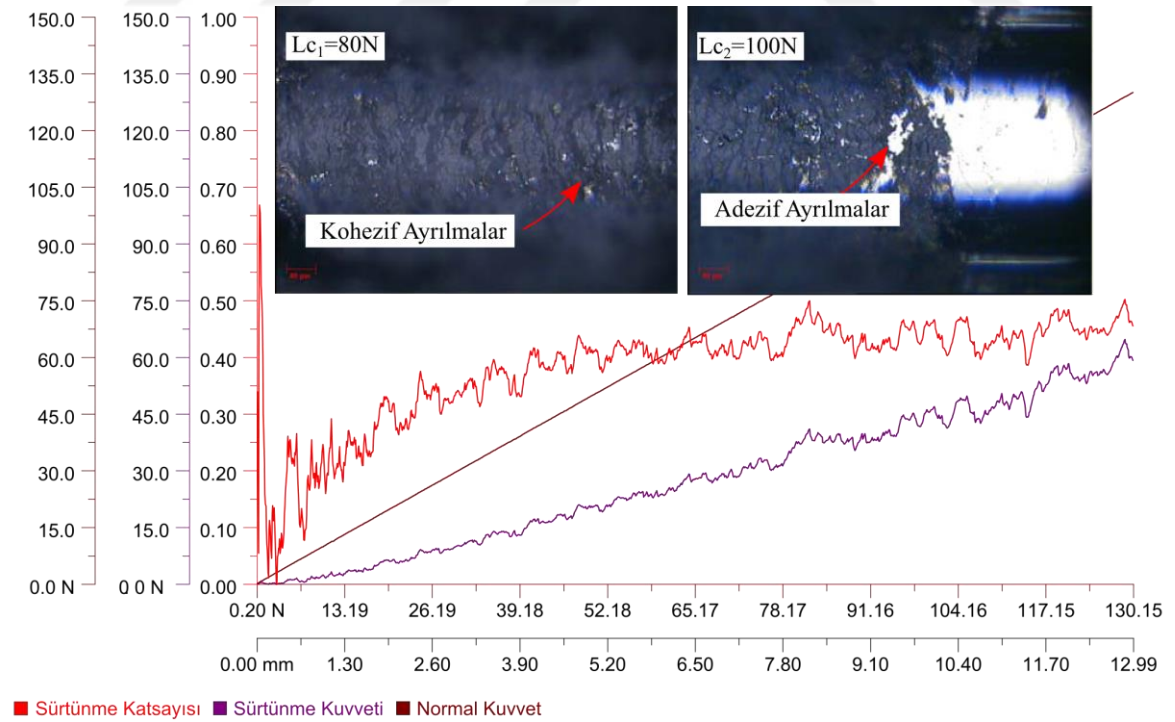 150.0 150.0 1.00
135.0 135.0 0.90
120.0 120.0 0.80
105.0 105.0 0.70
90.0 90.0 0.60
75.0 75.0 0.50
60.0 60.0 0.40
45.0 45.0 0.30
30.0 30.0 0.20
15.0 15.0 0.10
0.0 N 0.0 N 0.00
Lc₁=80N
Kohezif Ayrılmalar
Lc₂=100N
Adezif Ayrılmalar
0.20 N 13.19 26.19 39.18 52.18 65.17 78.17 91.16 104.16 117.15 130.15
0.00 mm 1.30 2.60 3.90 5.20 6.50 7.80 9.10 10.40 11.70 12.99
Sürtünme Katsayısı Sürtünme Kuvveti Normal Kuvvet